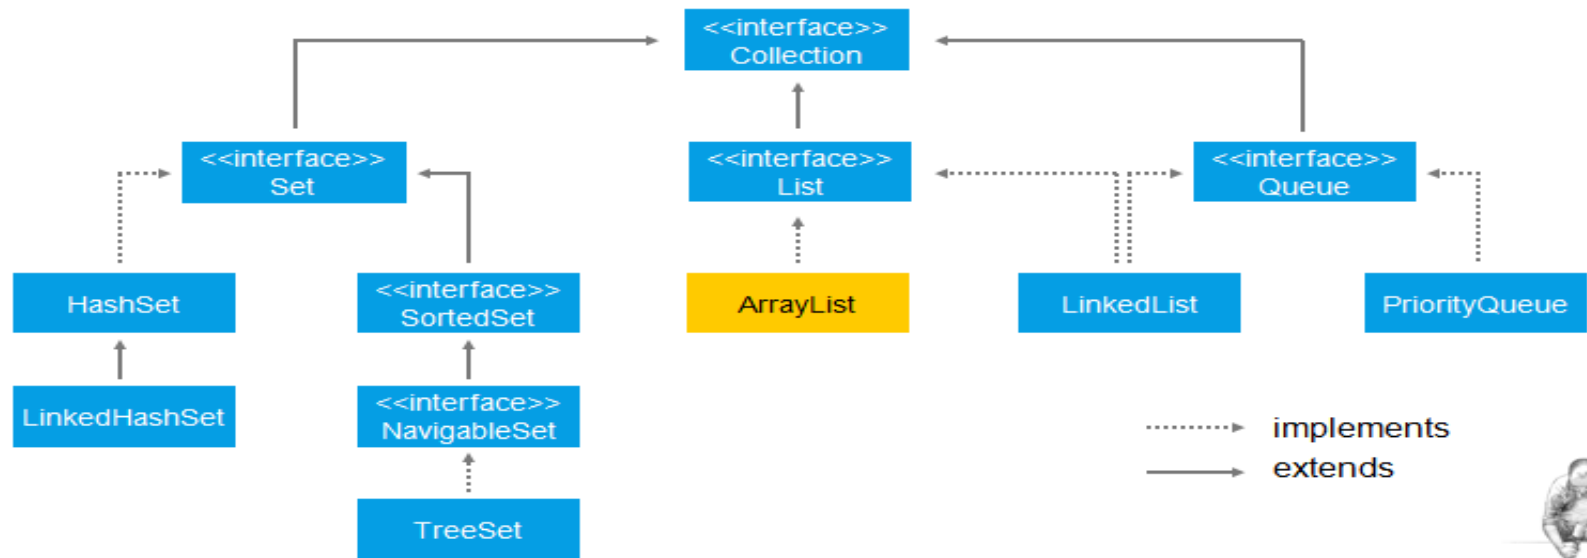 <<interface>>
Collection
<<interface>>
Set
<<interface>>
List
<<interface>>
Queue
HashSet
<<interface>>
SortedSet
ArrayList
LinkedList
PriorityQueue
LinkedHashSet
<<interface>>
NavigableSet
implements
extends
TreeSet